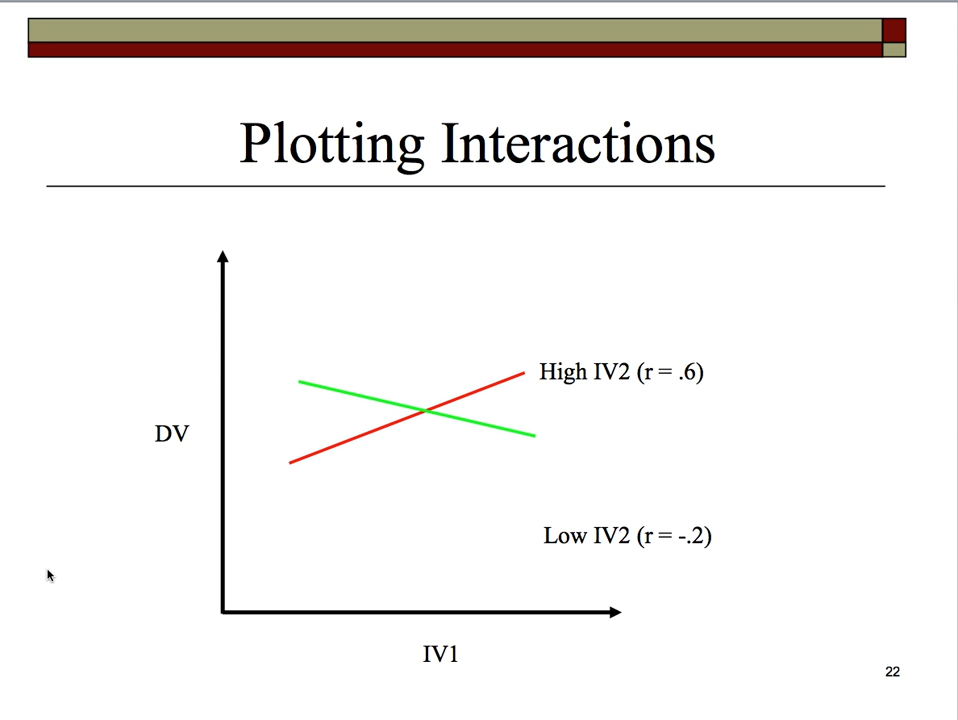 Plotting Interactions
High IV2 (r = .6)
DV
Low IV2 (r = -.2)
IV1
22